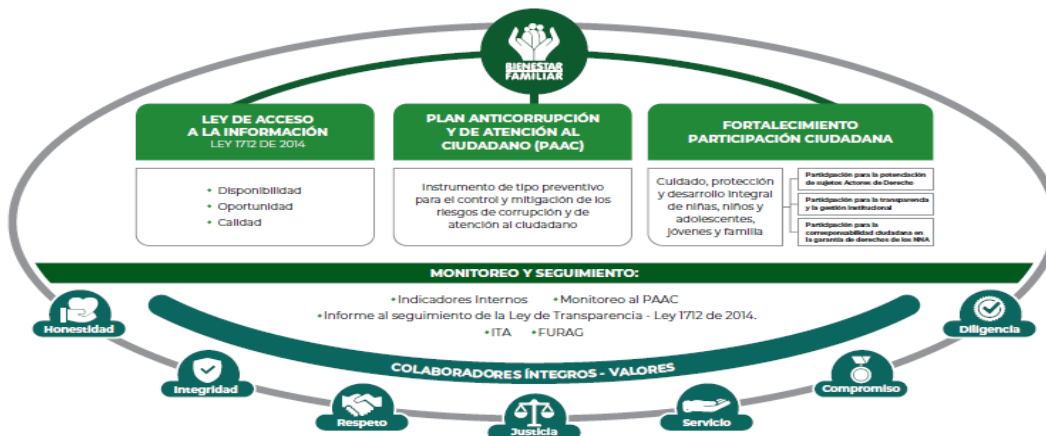 BIENESTAR
FAMILIAR
LEY DE ACCESO
A LA INFORMACIÓN
LEY 1712 DE 2014
• Disponibilidad
• Oportunidad
• Calidad
PLAN ANTICORRUPCIÓN
Y DE ATENCIÓN AL
CIUDADANO (PAAC)
Instrumento de tipo preventivo
para el control y mitigación de los
riesgos de corrupción y de
atención al ciudadano
FORTALECIMIENTO
PARTICIPACIÓN CIUDADANA
Cuidado, protección
y desarrollo integral
de niñas, niños y
adolescentes,
jóvenes y familia
Participación para la potenciación
de sujetos Actores de Derecho
Participación para la transparencia
y la gestión institucional
Participación para la
corresponsabilidad ciudadana en
la garantía de derechos de los NNA
MONITOREO Y SEGUIMIENTO:
• Indicadores Internos • Monitoreo al PAAC
• Informe al seguimiento de la Ley de Transparencia - Ley 1712 de 2014.
• ITA • FURAG
COLABORADORES ÍNTEGROS - VALORES
Honestidad
Integridad
Respeto
Justicia
Servicio
Compromiso
Diligencia